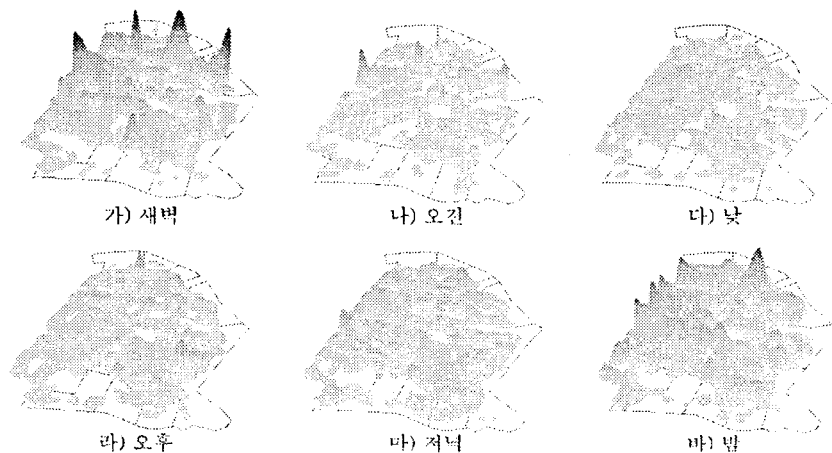 가) 새벽
나) 오전
다) 낮
라) 오후
마) 저녁
바) 밤